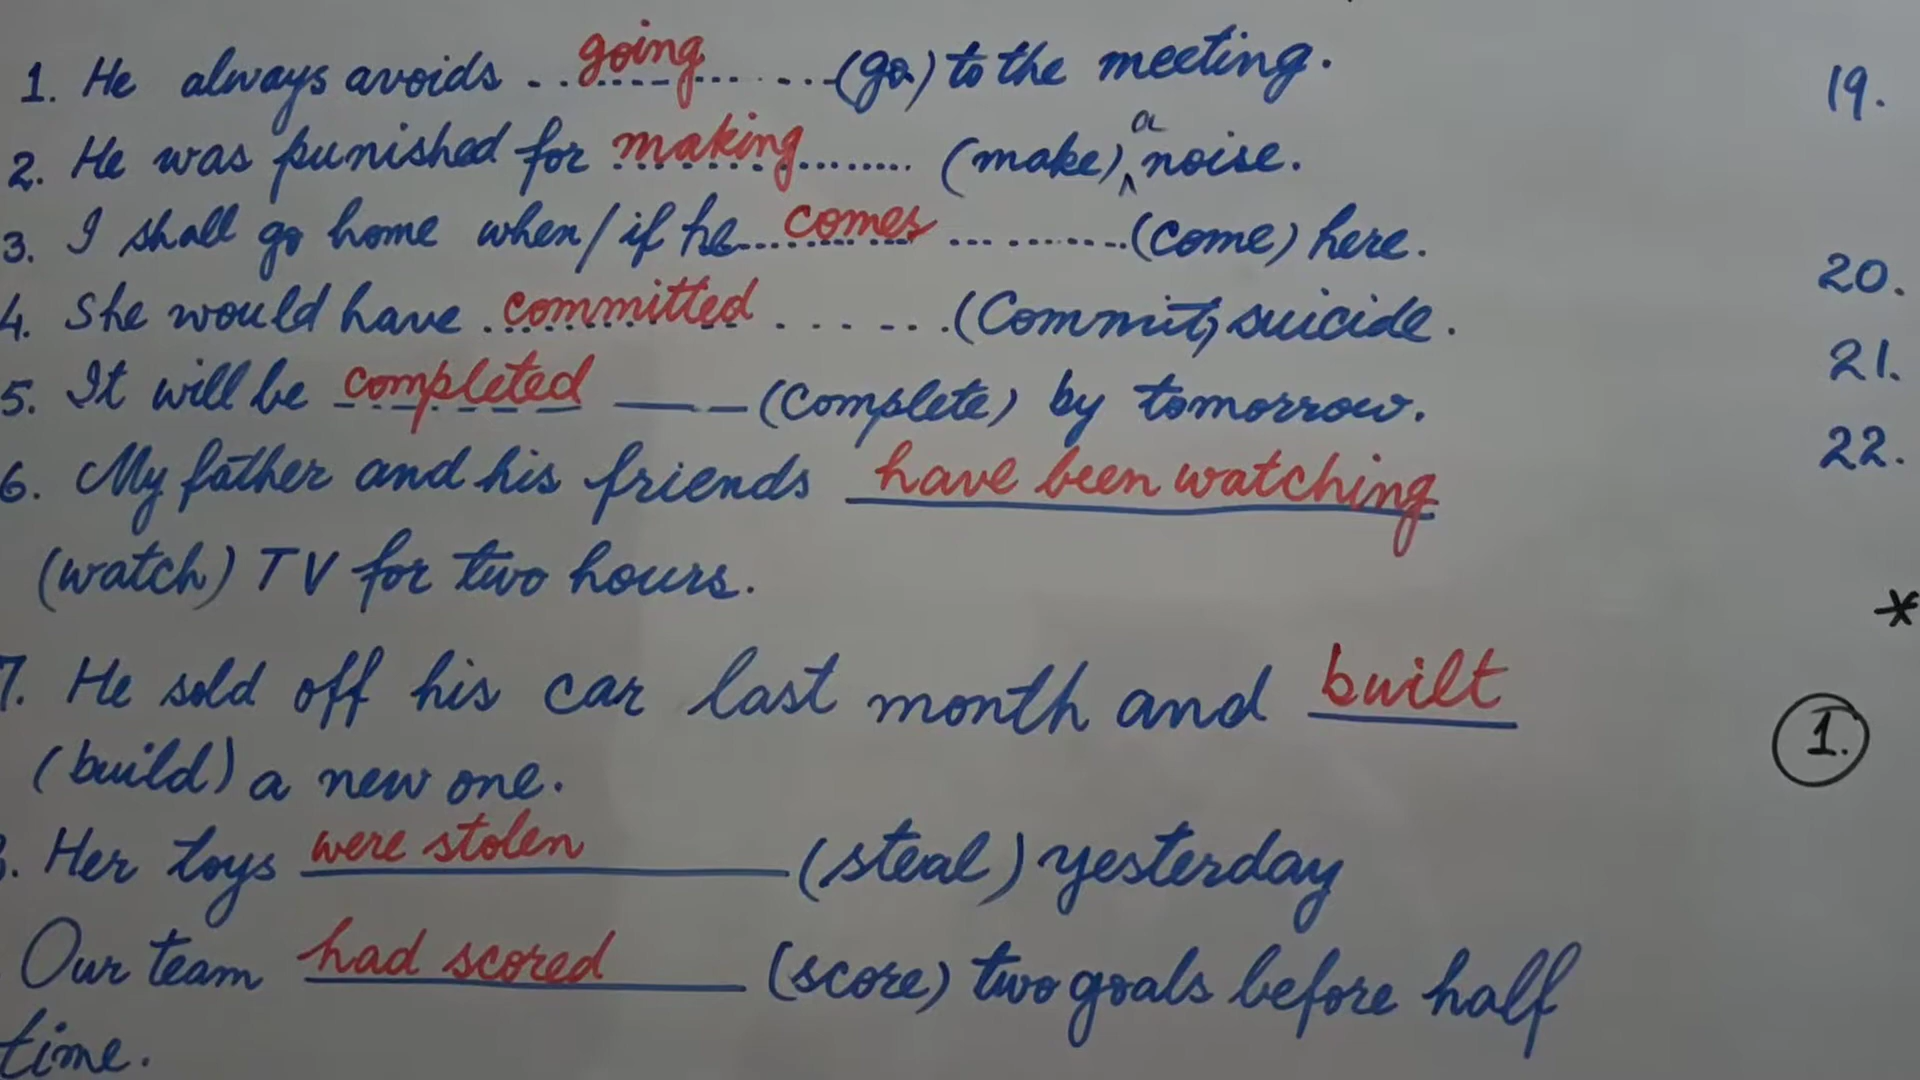 1. He always avoids ... going ... (go) to the meeting.
2. He was punished for making ....... (make) a noise.
3. I shall go home when/if he ... comes ... ........ (come) here.
4. She would have . committed . - . - - . . (Commit) suicide.
5. It will be completed ___ (Complete) by tomorrow.
6. My father and his friends have been watching
(watch) TV for two hours.
7. He sold off his car last month and built
(build) a new one.
. Her toys were stolen (steal) yesterday
Our team had scored (score) two goals before half
time.
19.
20.
21.
22.
*
1.